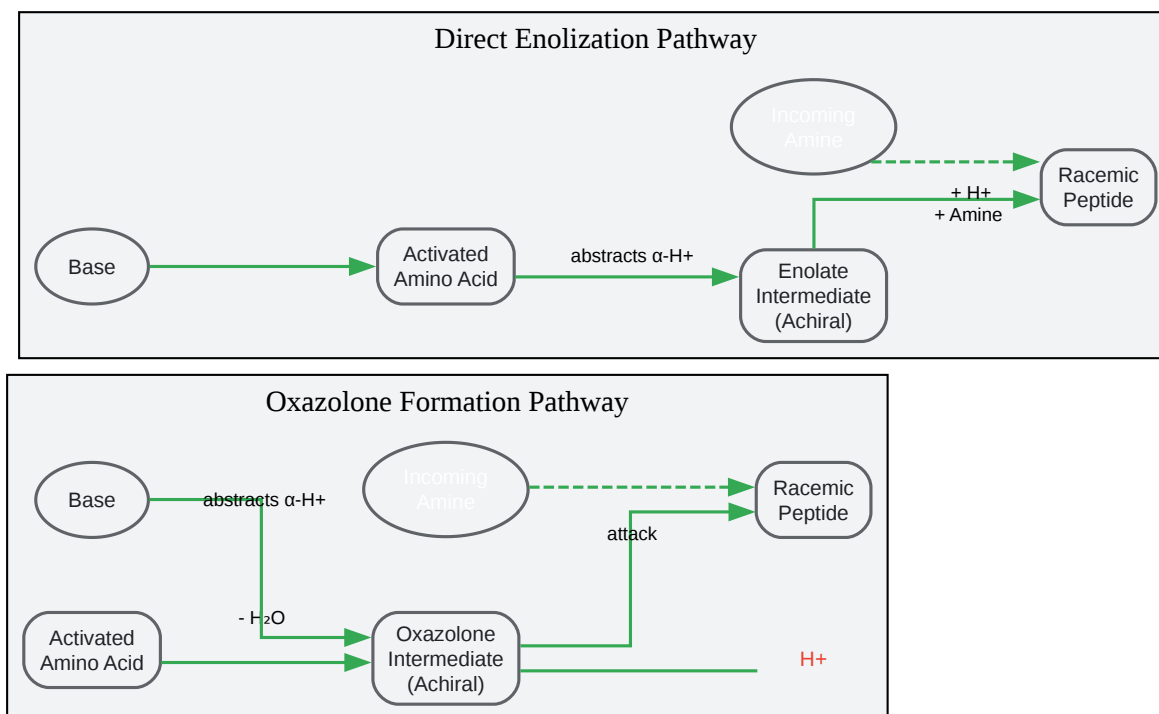 Direct Enolization Pathway
Incoming
Amine
Racemic
Peptide
+ H+
+ Amine
Base
Activated
Amino Acid
abstracts α-H+
Enolate
Intermediate
(Achiral)
Oxazolone Formation Pathway
Base
abstracts α-H+
Incoming
Amine
Racemic
Peptide
attack
- H₂O
Activated
Amino Acid
Oxazolone
Intermediate
(Achiral)
H+